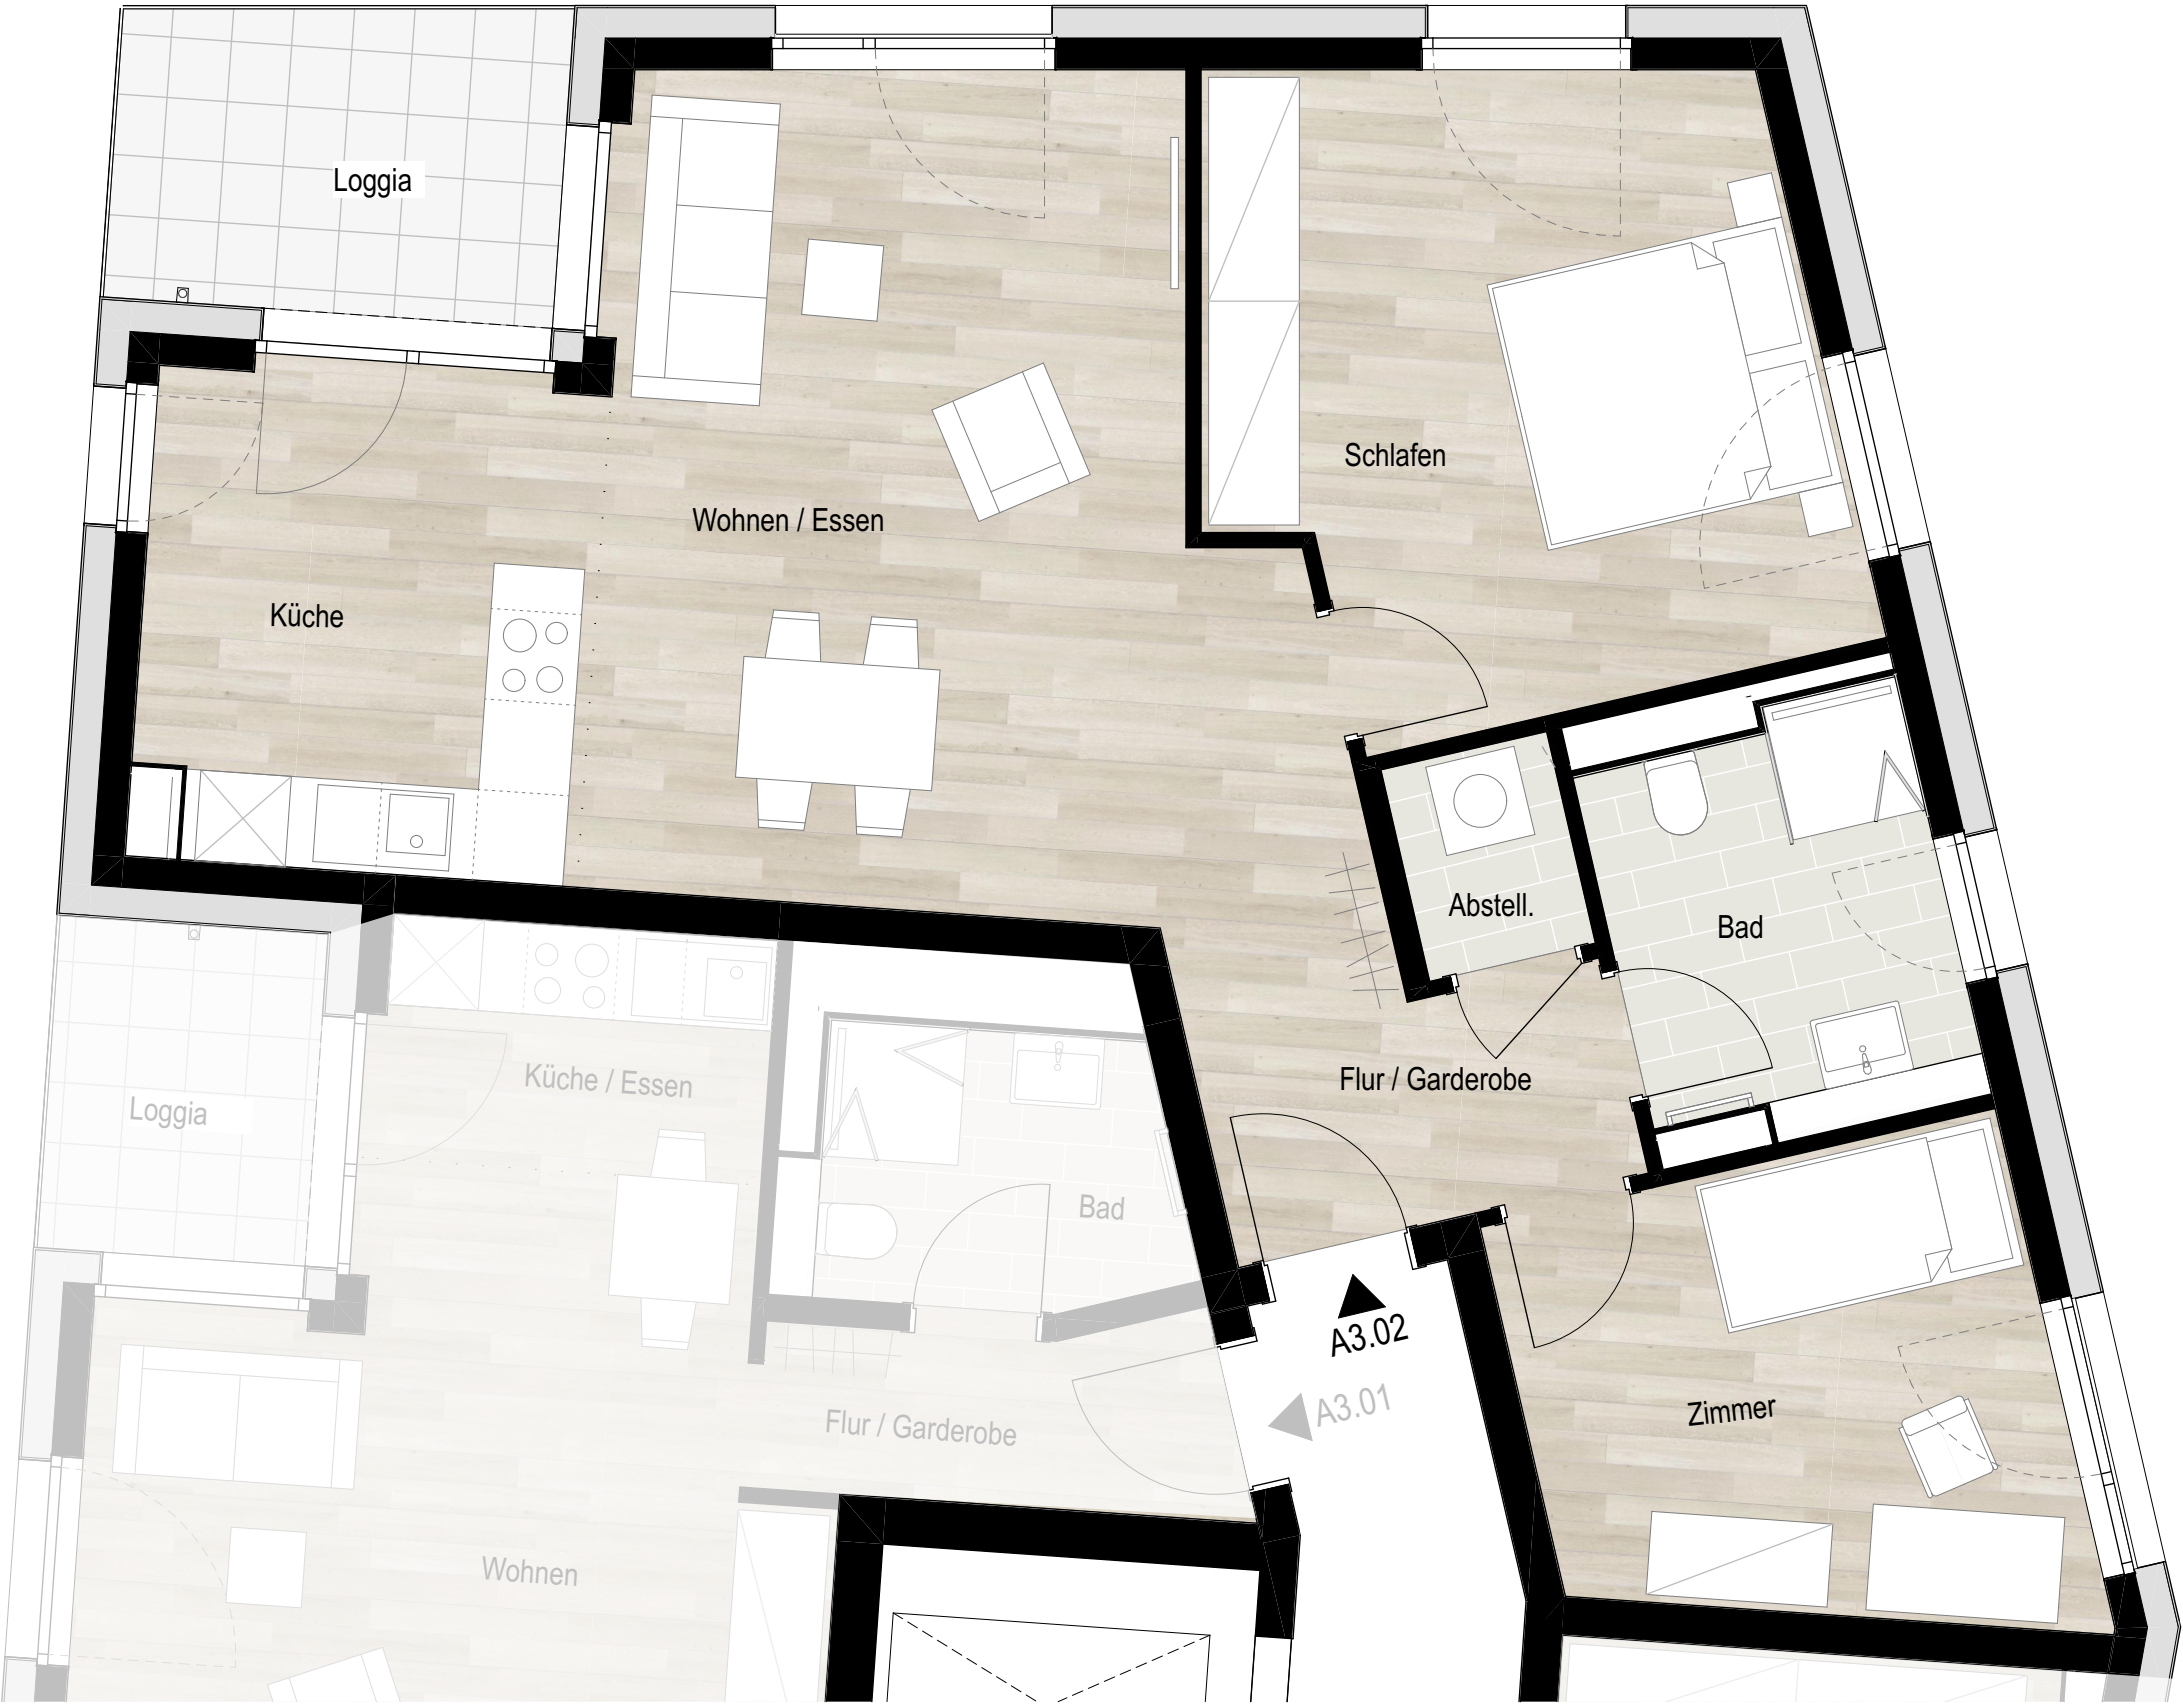 Loggia
Schlafen
Wohnen / Essen
Küche
Abstell.
Bad
Flur / Garderobe
Küche / Essen
Loggia
Bad
A3.02
A3.01
Zimmer
Flur / Garderobe
Wohnen